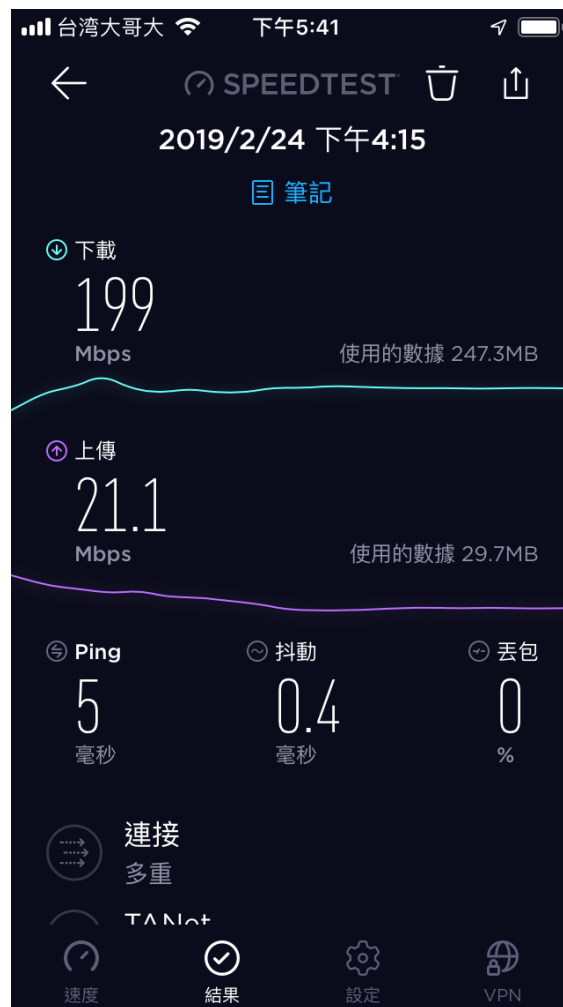 台湾大哥大 下午5:41
SPEEDTEST
2019/2/24 下午4:15
筆記
下載
199
Mbps 使用的數據 247.3MB
上傳
21.1
Mbps 使用的數據 29.7MB
Ping 抖動 丟包
5 0.4 0
毫秒 毫秒 %
連接
多重
TANet
速度 結果 設定 VPN